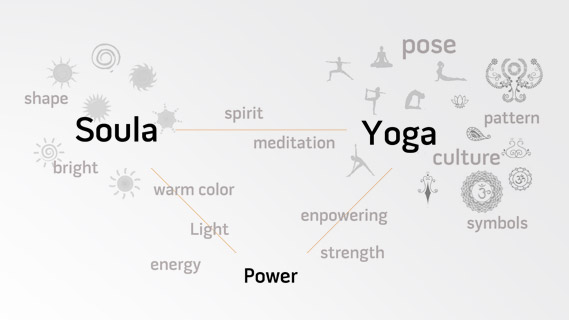 pose
shape
spirit
Soula
Yoga
pattern
meditation
culture
bright
warm color
enpowering
symbols
Light
strength
energy
Power